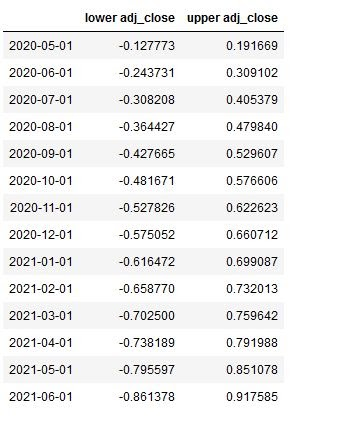 lower adj_close upper adj_close
2020-05-01 -0.127773 0.191669
2020-06-01 -0.243731 0.309102
2020-07-01 -0.308208 0.405379
2020-08-01 -0.364427 0.479840
2020-09-01 -0.427665 0.529607
2020-10-01 -0.481671 0.576606
2020-11-01 -0.527826 0.622623
2020-12-01 -0.575052 0.660712
2021-01-01 -0.616472 0.699087
2021-02-01 -0.658770 0.732013
2021-03-01 -0.702500 0.759642
2021-04-01 -0.738189 0.791988
2021-05-01 -0.795597 0.851078
2021-06-01 -0.861378 0.917585